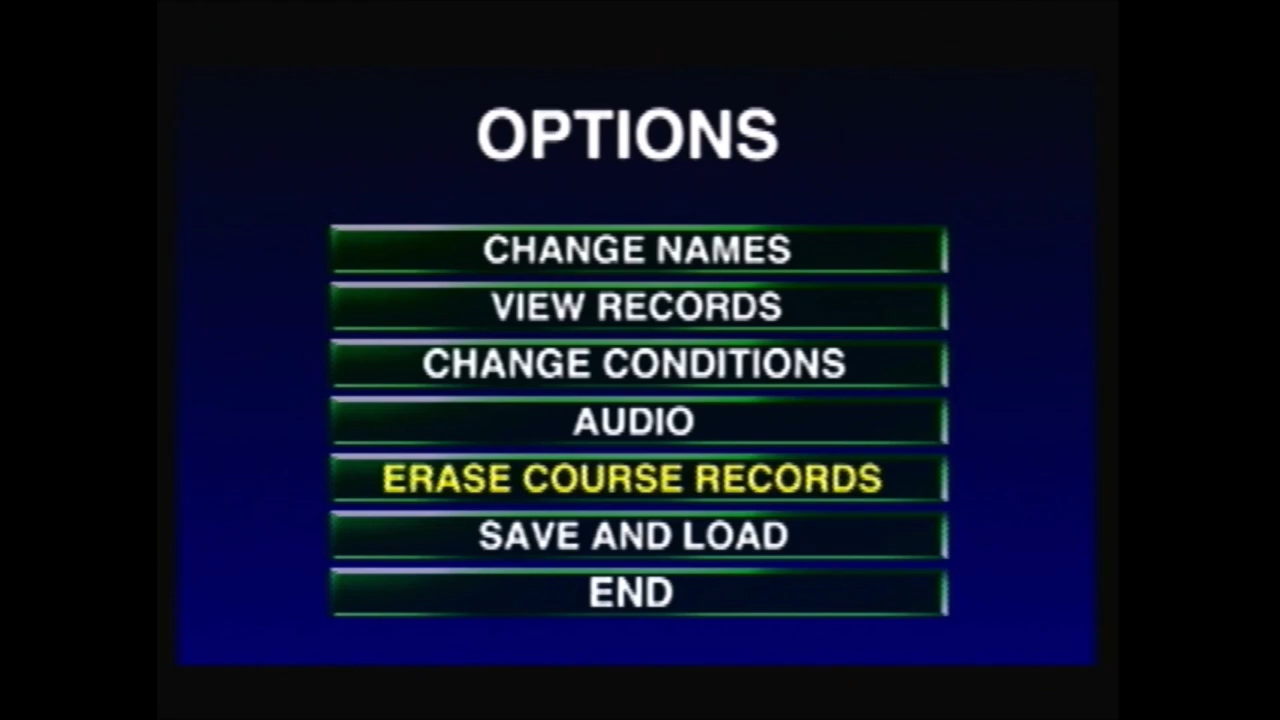 OPTIONS
CHANGE NAMES
VIEW RECORDS
CHANGE CONDITIONS
AUDIO
ERASE COURSE RECORDS
SAVE AND LOAD
END